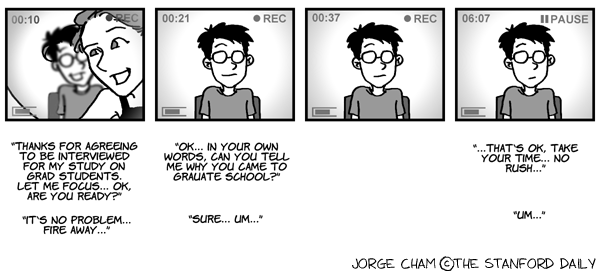 00:10 REC
00:21 REC
00:37 REC
06:07 PAUSE
"THANKS FOR AGREEING
TO BE INTERVIEWED
FOR MY STUDY ON
GRAD STUDENTS.
LET ME FOCUS... OK,
ARE YOU READY?"
"IT'S NO PROBLEM...
FIRE AWAY..."
"OK... IN YOUR OWN
WORDS, CAN YOU TELL
ME WHY YOU CAME TO
GRAUATE SCHOOL?"
"SURE... UM..."
"...THAT'S OK, TAKE
YOUR TIME... NO
RUSH..."
"UM..."
JORGE CHAM ©THE STANFORD DAILY